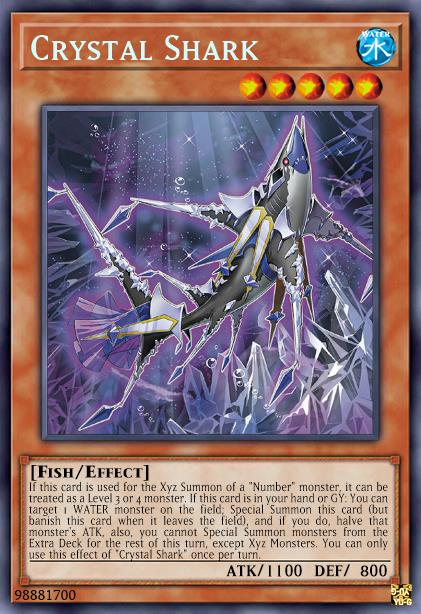 Crystal Shark
WATER
水
[Fish/Effect]
If this card is used for the Xyz Summon of a "Number" monster, it can be
treated as a Level 3 or 4 monster. If this card is in your hand or GY: You can
target 1 WATER monster on the field; Special Summon this card (but
banish this card when it leaves the field), and if you do, halve that
monster's ATK, also, you cannot Special Summon monsters from the
Extra Deck for the rest of this turn, except Xyz Monsters. You can only
use this effect of "Crystal Shark" once per turn.
ATK/1100 DEF/ 800
98881700